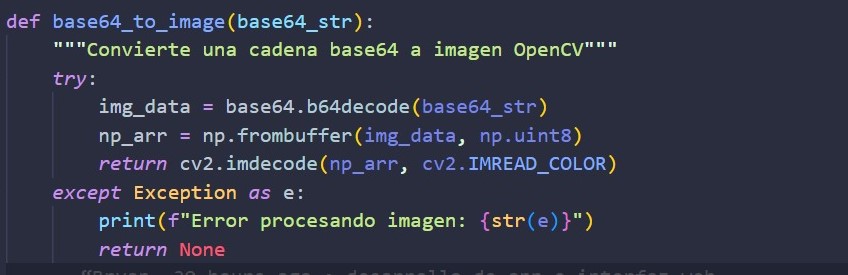 def base64_to_image(base64_str):
"""Convierte una cadena base64 a imagen OpenCV"""
try:
img_data = base64.b64decode(base64_str)
np_arr = np.frombuffer(img_data, np.uint8)
return cv2.imdecode(np_arr, cv2.IMREAD_COLOR)
except Exception as e:
print(f"Error procesando imagen: {str(e)}")
return None